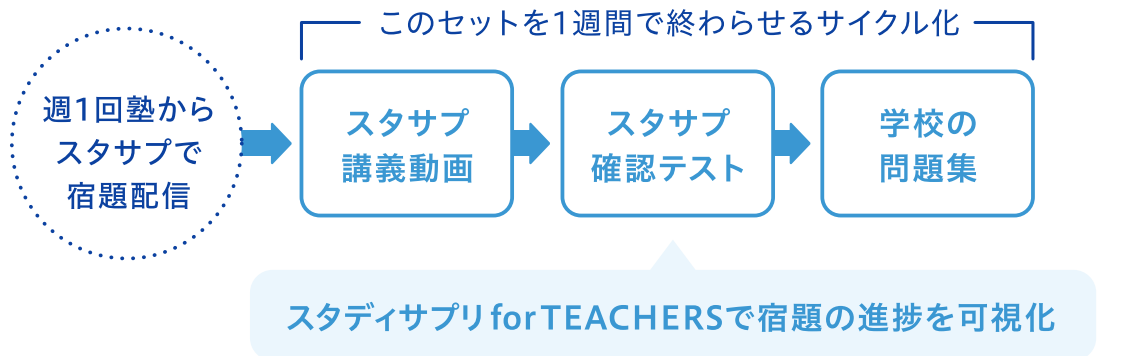 このセットを1週間で終わらせるサイクル化
週1回塾から
スタサプで
宿題配信
スタサプ
講義動画
スタサプ
確認テスト
学校の
問題集
スタディサプリfor TEACHERSで宿題の進捗を可視化